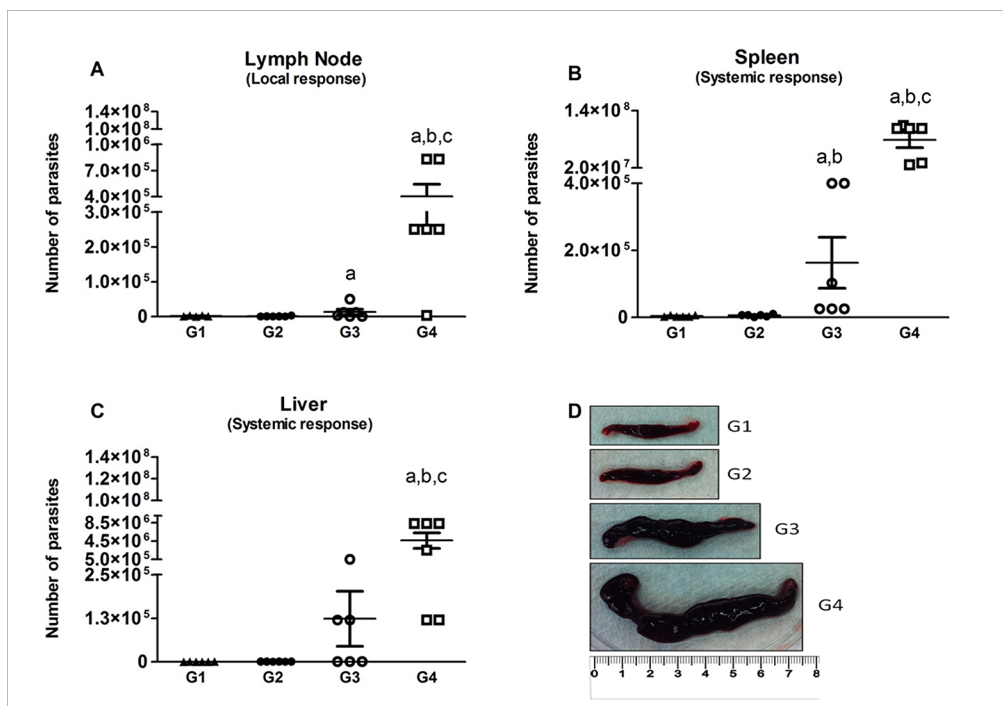 A
Lymph Node
(Local response)
Number of parasites
1.4×10⁸
1.0×10⁸
1.0×10⁶
7.0×10⁵
4.0×10⁵
3.0×10⁵
2.0×10⁵
1.0×10⁵
0
a
a,b,c
G1 G2 G3 G4
B
Spleen
(Systemic response)
Number of parasites
1.4×10⁸
2.0×10⁷
4.0×10⁵
2.0×10⁵
0
a,b
a,b,c
G1 G2 G3 G4
C
Liver
(Systemic response)
Number of parasites
1.4×10⁸
1.2×10⁸
1.0×10⁸
8.5×10⁶
4.5×10⁶
5.0×10⁵
2.5×10⁵
1.3×10⁵
0
a,b,c
G1 G2 G3 G4
D
G1
G2
G3
G4
0 1 2 3 4 5 6 7 8